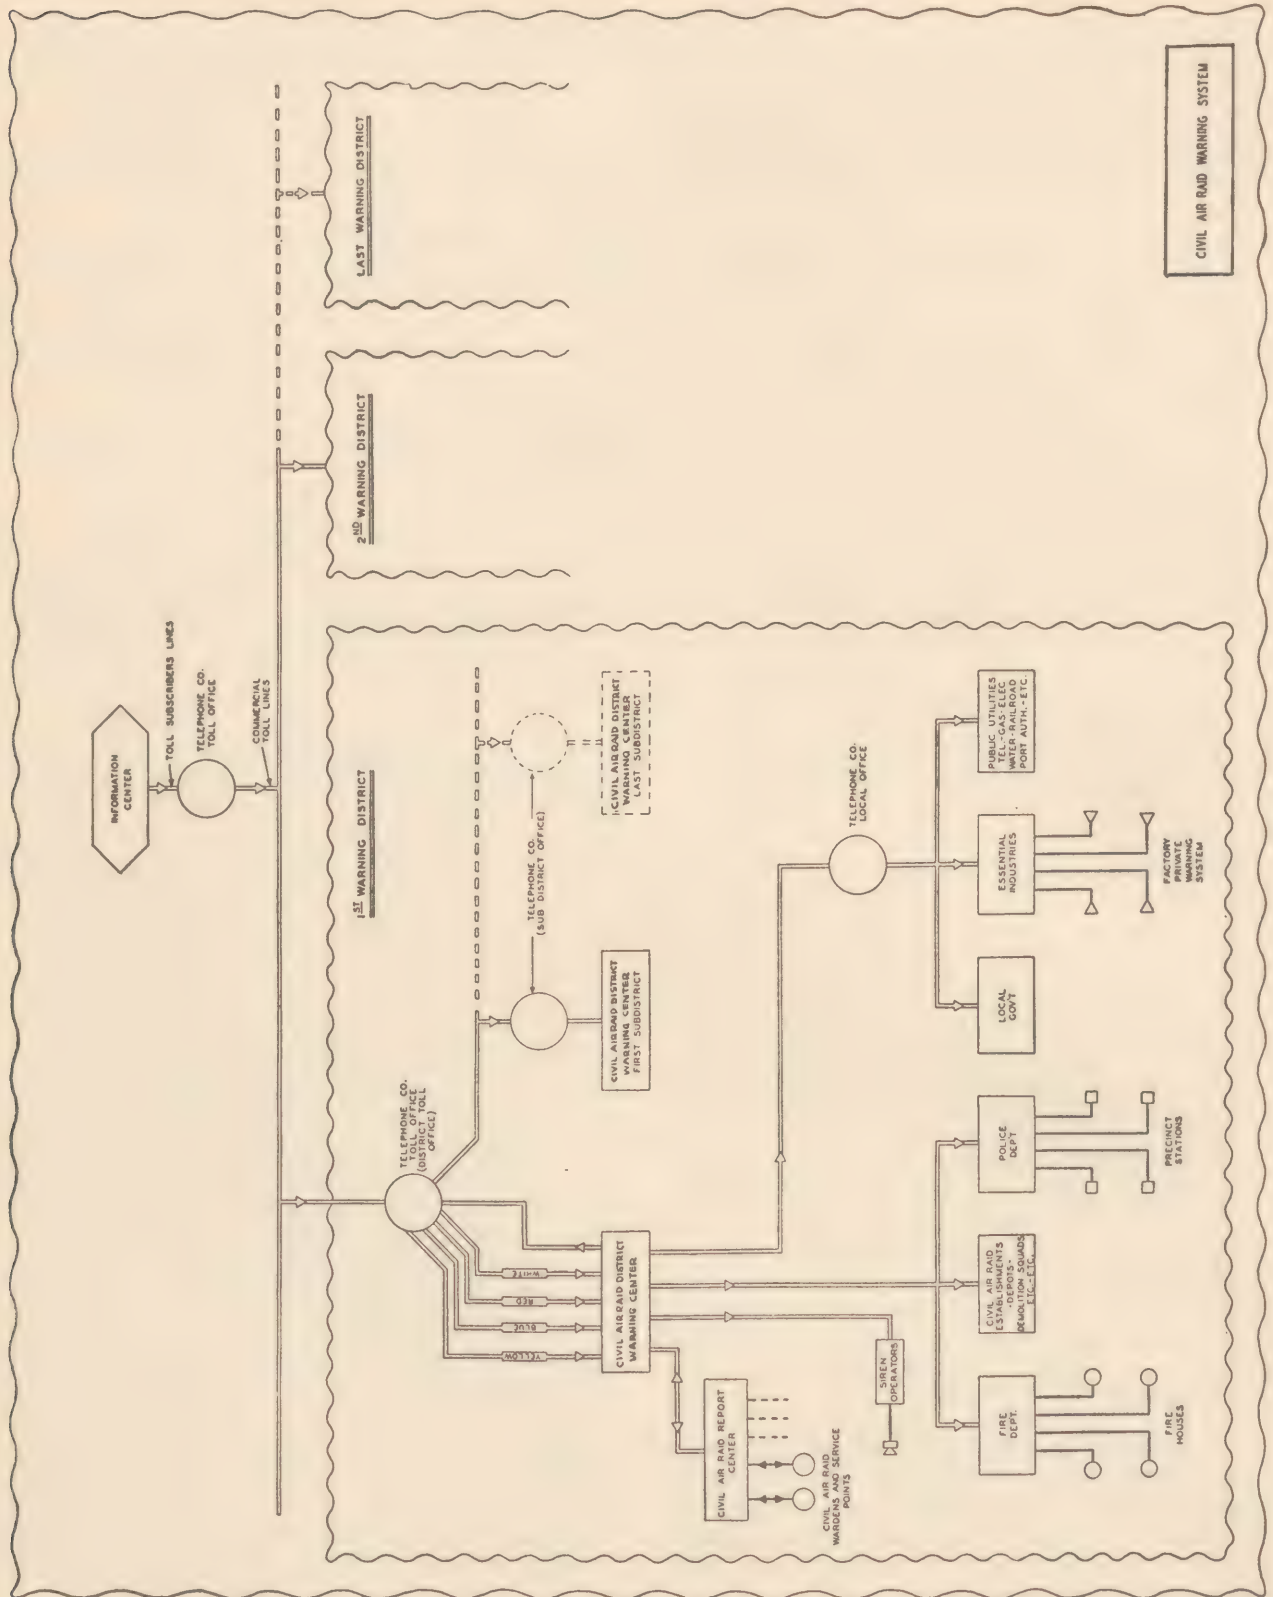 INFORMATION
CENTER
TOLL SUBSCRIBERS LINES
TELEPHONE CO.
TOLL OFFICE
COMMERCIAL
TOLL LINES
1ST WARNING DISTRICT
2ND WARNING DISTRICT
LAST WARNING DISTRICT
TELEPHONE CO.
TOLL OFFICE
(DISTRICT TOLL
OFFICE)
TELEPHONE CO.
(SUB DISTRICT OFFICE)
CIVIL AIR RAID DISTRICT
WARNING CENTER
FIRST SUBDISTRICT
CIVIL AIR RAID DISTRICT
WARNING CENTER
LAST SUBDISTRICT
YELLOW
BLUE
RED
WHITE
CIVIL AIR RAID DISTRICT
WARNING CENTER
CIVIL AIR RAID REPORT
CENTER
CIVIL AIR RAID
WARDENS AND SERVICE
POINTS
SIREN
OPERATORS
TELEPHONE CO.
LOCAL OFFICE
FIRE
DEPT.
FIRE
HOUSES
CIVIL AIR RAID
ESTABLISHMENTS
-DEPOTS-
DEMOLITION SQUADS
ETC.-ETC.
POLICE
DEP'T
PRECINCT
STATIONS
LOCAL
GOV'T
ESSENTIAL
INDUSTRIES
FACTORY
PRIVATE
WARNING
SYSTEM
PUBLIC UTILITIES
TEL.-GAS-ELEC
WATER-RAILROAD
PORT AUTH.-ETC.
CIVIL AIR RAID WARNING SYSTEM